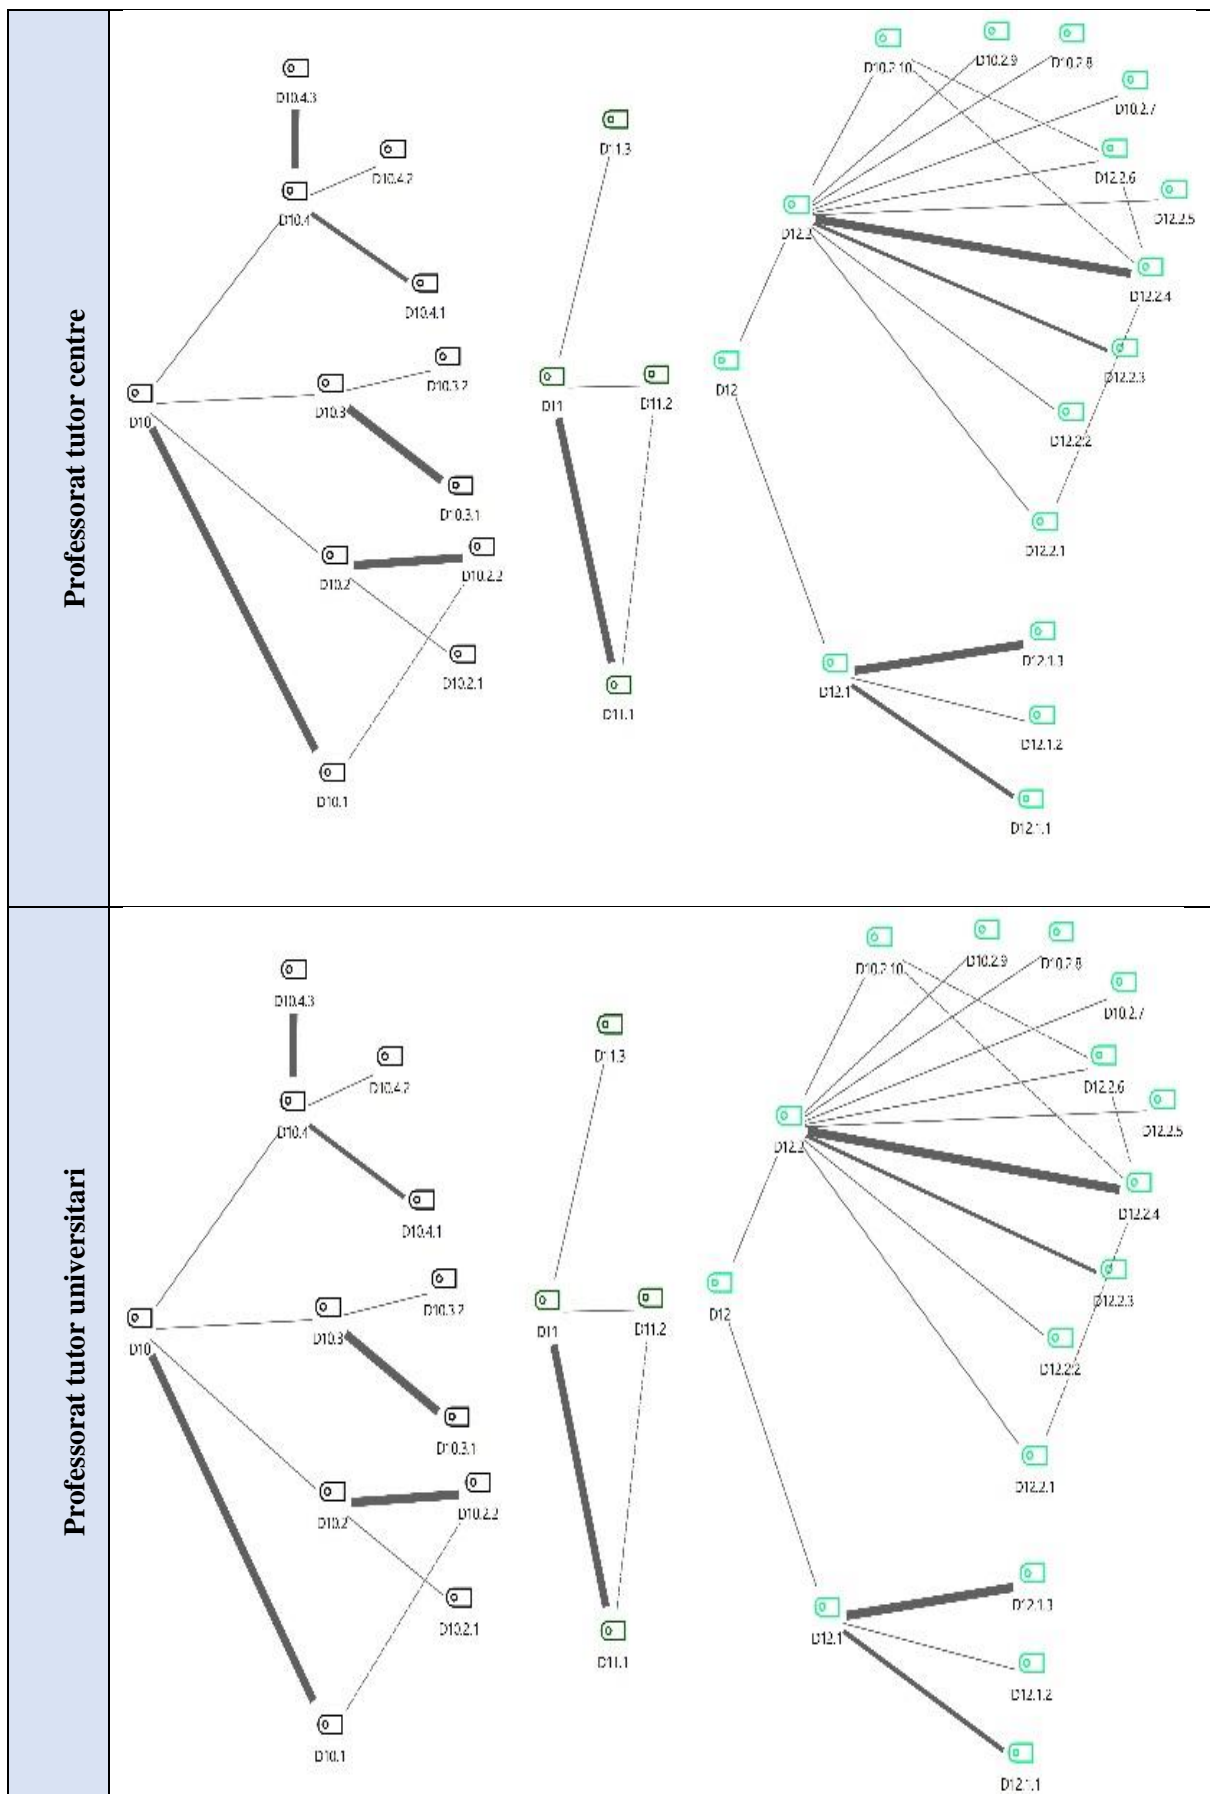 Professorat tutor centre
D10.4.3
D10.4.2
D10.4
D10.4.1
D10.3.2
D10.3
D10
D10.3.1
D10.2.2
D10.2
D10.2.1
D10.1
D11.3
D11
D11.2
D11.1
D10.2.10
D10.2.9
D10.2.8
D10.2.7
D12.2.6
D12.2.5
D12.2
D12.2.4
D12.2.3
D12
D12.2.2
D12.2.1
D12.1.3
D12.1
D12.1.2
D12.1.1
Professorat tutor universitari
D10.4.3
D10.4.2
D10.4
D10.4.1
D10.3.2
D10.3
D10
D10.3.1
D10.2.2
D10.2
D10.2.1
D10.1
D11.3
D11
D11.2
D11.1
D10.2.10
D10.2.9
D10.2.8
D10.2.7
D12.2.6
D12.2.5
D12.2
D12.2.4
D12.2.3
D12
D12.2.2
D12.2.1
D12.1.3
D12.1
D12.1.2
D12.1.1